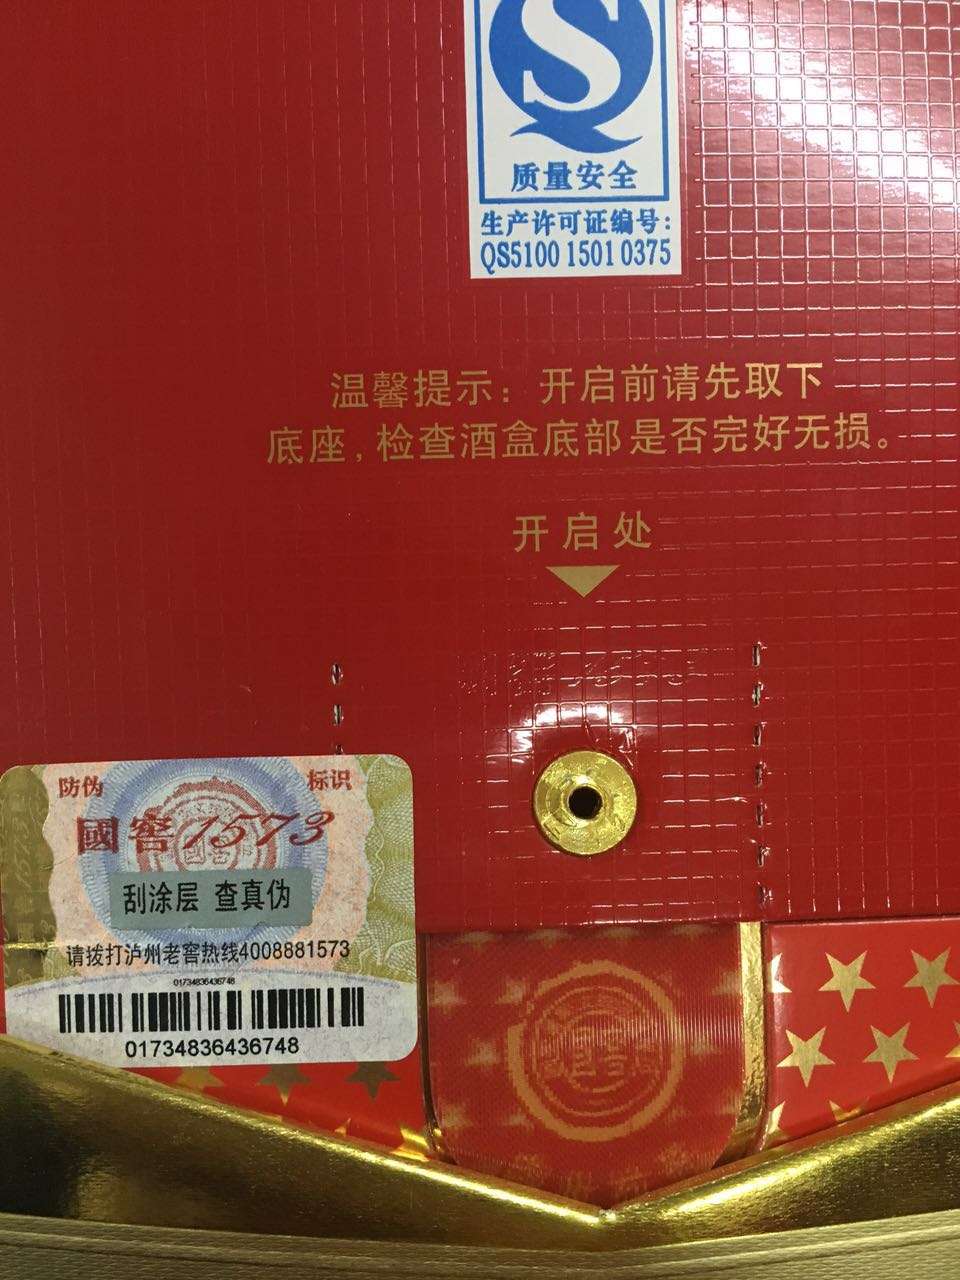 质量安全
生产许可证编号:
QS5100 1501 0375
温馨提示：开启前请先取下
底座，检查酒盒底部是否完好无损。
开启处
防伪 标识
國窖1573
刮涂层 查真伪
请拨打泸州老窖热线4008881573
01734836436748
01734836436748